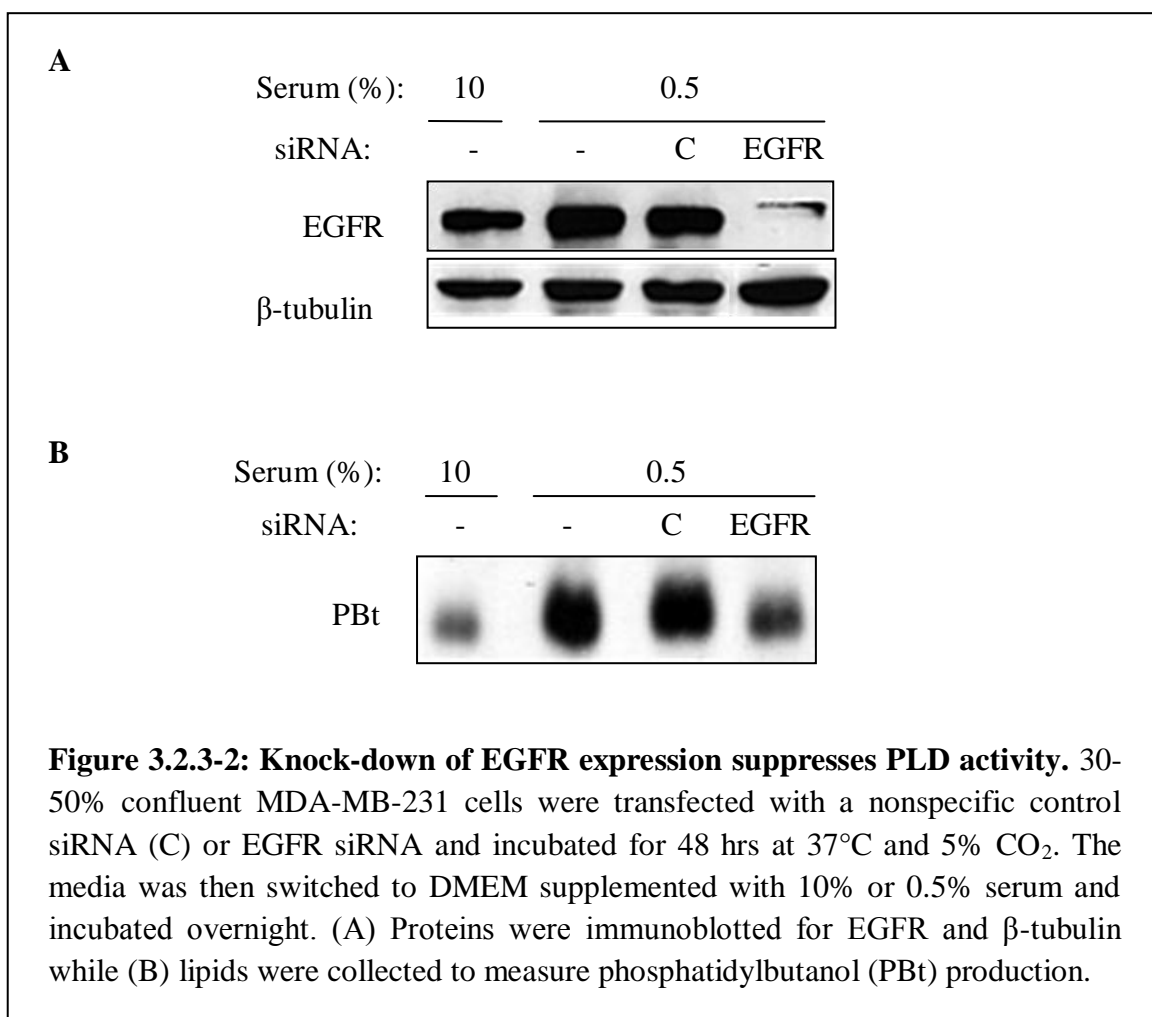 A
Serum (%): 10 0.5
siRNA: - - C EGFR
EGFR
β-tubulin
B
Serum (%): 10 0.5
siRNA: - - C EGFR
PBt
Figure 3.2.3-2: Knock-down of EGFR expression suppresses PLD activity. 30-
50% confluent MDA-MB-231 cells were transfected with a nonspecific control
siRNA (C) or EGFR siRNA and incubated for 48 hrs at 37°C and 5% CO₂. The
media was then switched to DMEM supplemented with 10% or 0.5% serum and
incubated overnight. (A) Proteins were immunoblotted for EGFR and β-tubulin
while (B) lipids were collected to measure phosphatidylbutanol (PBt) production.